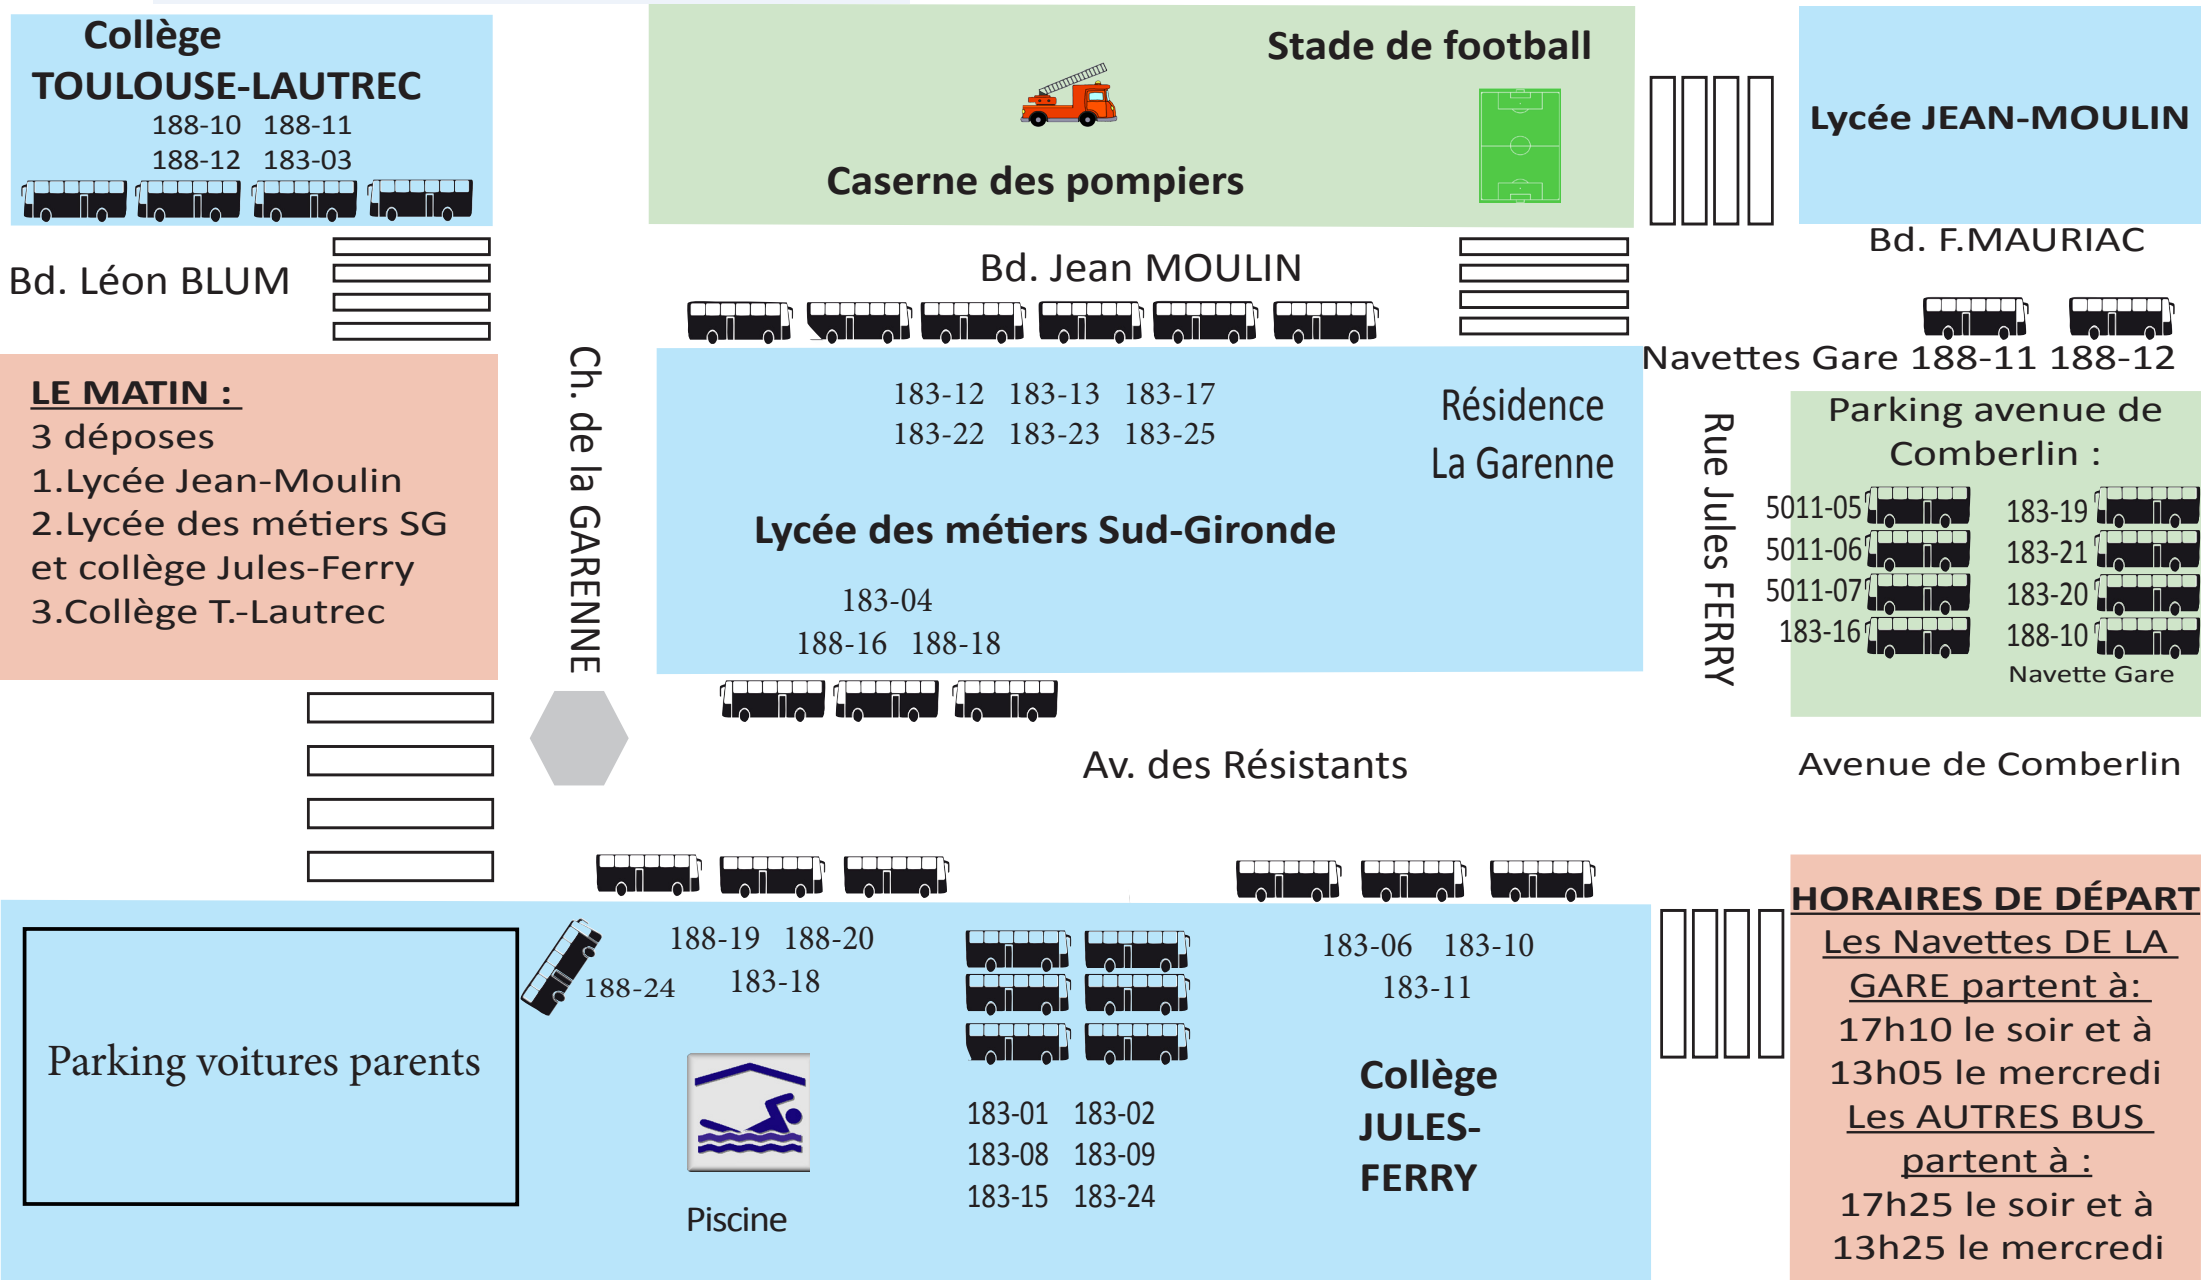 Collège
TOULOUSE-LAUTREC
188-10 188-11
188-12 183-03
Stade de football
Caserne des pompiers
Lycée JEAN-MOULIN
Bd. Léon BLUM
Bd. Jean MOULIN
Bd. F.MAURIAC
Navettes Gare 188-11 188-12
LE MATIN :
3 déposes
1.Lycée Jean-Moulin
2.Lycée des métiers SG
et collège Jules-Ferry
3.Collège T.-Lautrec
Ch. de la GARENNE
183-12 183-13 183-17
183-22 183-23 183-25
Résidence
La Garenne
Lycée des métiers Sud-Gironde
183-04
188-16 188-18
Rue Jules FERRY
Parking avenue de
Comberlin :
5011-05 183-19
5011-06 183-21
5011-07 183-20
183-16 188-10
Navette Gare
Av. des Résistants
Avenue de Comberlin
Parking voitures parents
188-24
188-19 188-20
183-18
Piscine
183-01 183-02
183-08 183-09
183-15 183-24
183-06 183-10
183-11
Collège
JULES-
FERRY
HORAIRES DE DÉPART
Les Navettes DE LA
GARE partent à:
17h10 le soir et à
13h05 le mercredi
Les AUTRES BUS
partent à :
17h25 le soir et à
13h25 le mercredi